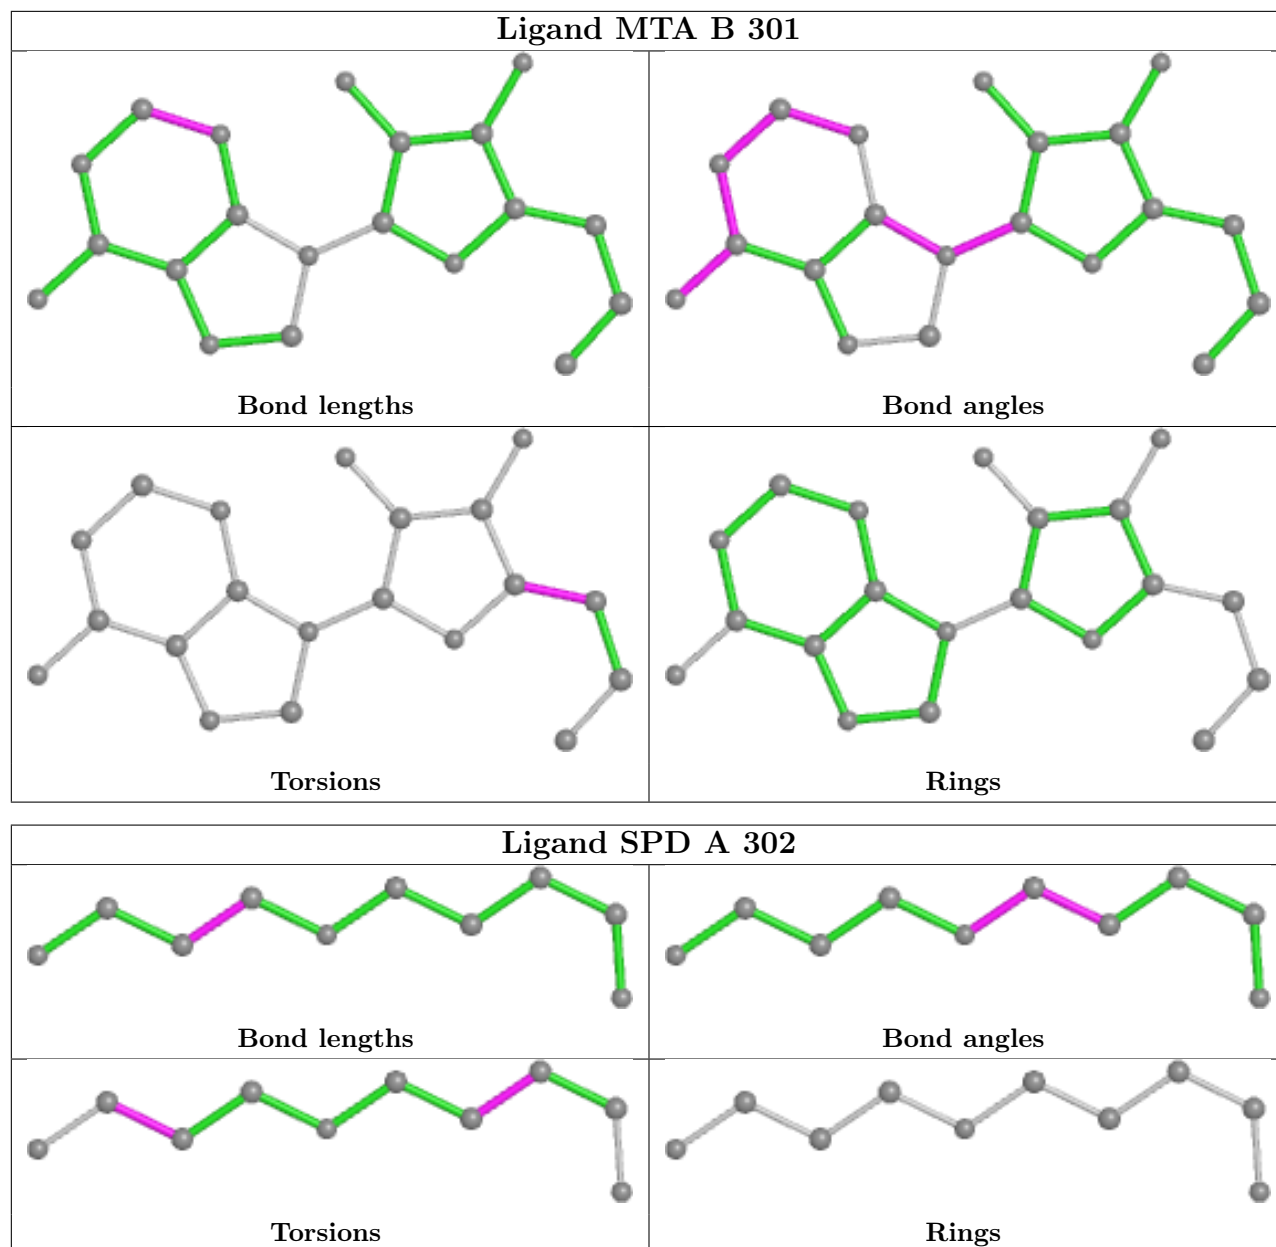 Ligand MTA B 301
Bond lengths
Bond angles
Torsions
Rings
Ligand SPD A 302
Bond lengths
Bond angles
Torsions
Rings